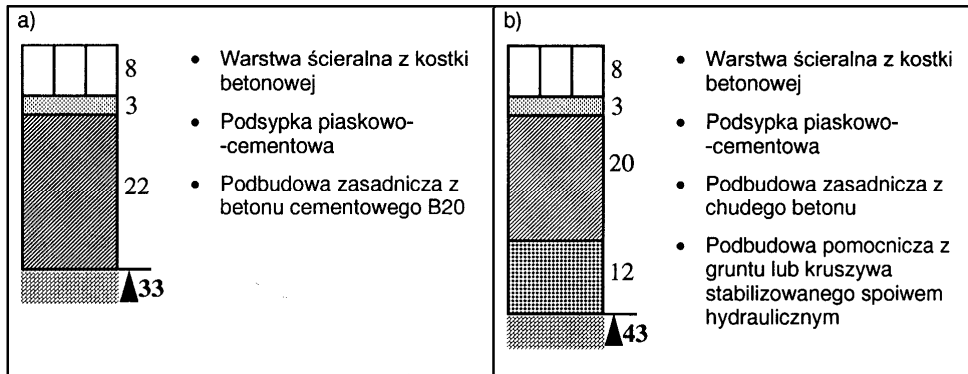 a)
8
3
22
33
• Warstwa ścieralna z kostki
betonowej
• Podsypka piaskowo-
-cementowa
• Podbudowa zasadnicza z
betonu cementowego B20
b)
8
3
20
12
43
• Warstwa ścieralna z kostki
betonowej
• Podsypka piaskowo-
-cementowa
• Podbudowa zasadnicza z
chudego betonu
• Podbudowa pomocnicza z
gruntu lub kruszywa
stabilizowanego spoiwem
hydraulicznym